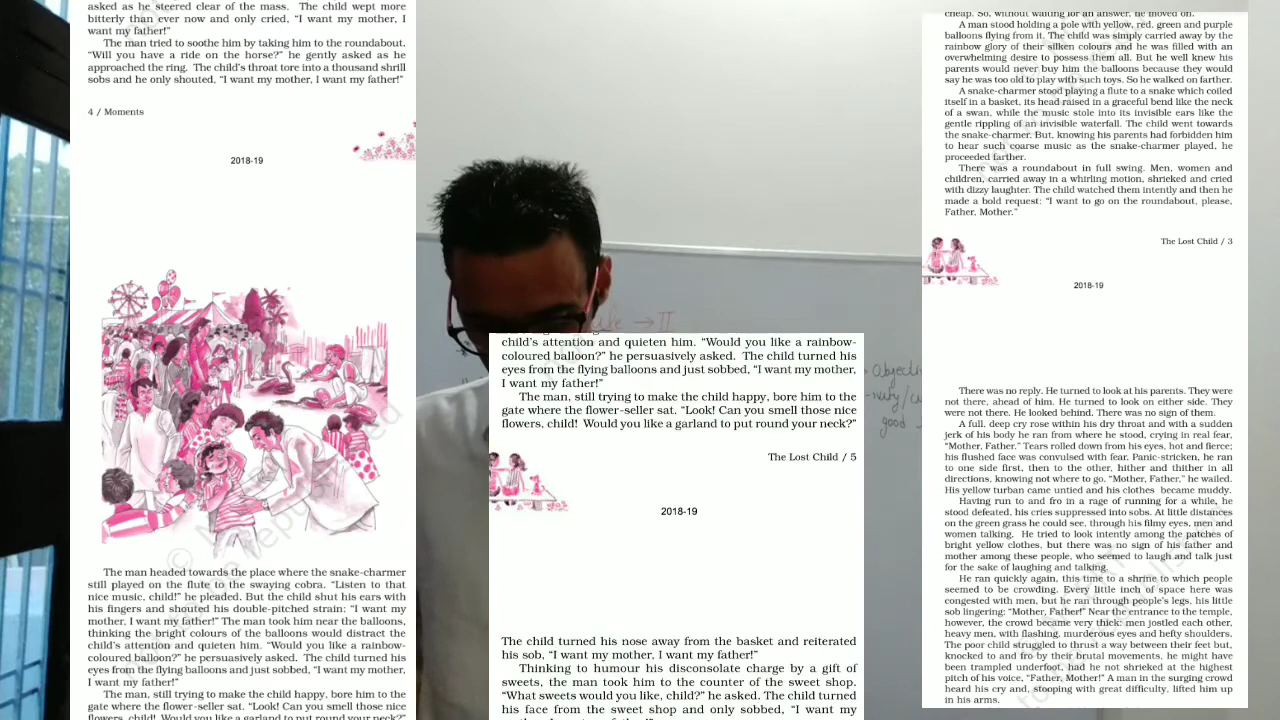 asked as he steered clear of the mass. The child wept more
bitterly than ever now and only cried, “I want my mother, I
want my father!”
The man tried to soothe him by taking him to the roundabout.
“Will you have a ride on the horse?” he gently asked as he
approached the ring. The child's throat tore into a thousand shrill
sobs and he only shouted, “I want my mother, I want my father!”
4 / Moments
2018-19
The man headed towards the place where the snake-charmer
still played on the flute to the swaying cobra. “Listen to that
nice music, child!” he pleaded. But the child shut his ears with
his fingers and shouted his double-pitched strain: “I want my
mother, I want my father!” The man took him near the balloons,
thinking the bright colours of the balloons would distract the
child's attention and quieten him. “Would you like a rainbow-
coloured balloon?” he persuasively asked. The child turned his
eyes from the flying balloons and just sobbed, “I want my mother,
I want my father!”
The man, still trying to make the child happy, bore him to the
gate where the flower-seller sat. “Look! Can you smell those nice
flowers, child! Would you like a garland to put round your neck?”
child's attention and quieten him. “Would you like a rainbow-
coloured balloon?” he persuasively asked. The child turned his
eyes from the flying balloons and just sobbed, “I want my mother,
I want my father!”
The man, still trying to make the child happy, bore him to the
gate where the flower-seller sat. “Look! Can you smell those nice
flowers, child! Would you like a garland to put round your neck?”
The Lost Child / 5
2018-19
The child turned his nose away from the basket and reiterated
his sob, “I want my mother, I want my father!”
Thinking to humour his disconsolate charge by a gift of
sweets, the man took him to the counter of the sweet shop.
“What sweets would you like, child?” he asked. The child turned
his face from the sweet shop and only sobbed, “I want my
cheap. So, without waiting for an answer, he moved on.
A man stood holding a pole with yellow, red, green and purple
balloons flying from it. The child was simply carried away by the
rainbow glory of their silken colours and he was filled with an
overwhelming desire to possess them all. But he well knew his
parents would never buy him the balloons because they would
say he was too old to play with such toys. So he walked on farther.
A snake-charmer stood playing a flute to a snake which coiled
itself in a basket, its head raised in a graceful bend like the neck
of a swan, while the music stole into its invisible ears like the
gentle rippling of an invisible waterfall. The child went towards
the snake-charmer. But, knowing his parents had forbidden him
to hear such coarse music as the snake-charmer played, he
proceeded farther.
There was a roundabout in full swing. Men, women and
children, carried away in a whirling motion, shrieked and cried
with dizzy laughter. The child watched them intently and then he
made a bold request: “I want to go on the roundabout, please,
Father, Mother.”
The Lost Child / 3
2018-19
There was no reply. He turned to look at his parents. They were
not there, ahead of him. He turned to look on either side. They
were not there. He looked behind. There was no sign of them.
A full, deep cry rose within his dry throat and with a sudden
jerk of his body he ran from where he stood, crying in real fear,
“Mother, Father.” Tears rolled down from his eyes, hot and fierce;
his flushed face was convulsed with fear. Panic-stricken, he ran
to one side first, then to the other, hither and thither in all
directions, knowing not where to go. “Mother, Father,” he wailed.
His yellow turban came untied and his clothes became muddy.
Having run to and fro in a rage of running for a while, he
stood defeated, his cries suppressed into sobs. At little distances
on the green grass he could see, through his filmy eyes, men and
women talking. He tried to look intently among the patches of
bright yellow clothes, but there was no sign of his father and
mother among these people, who seemed to laugh and talk just
for the sake of laughing and talking.
He ran quickly again, this time to a shrine to which people
seemed to be crowding. Every little inch of space here was
congested with men, but he ran through people's legs, his little
sob lingering: “Mother, Father!” Near the entrance to the temple,
however, the crowd became very thick: men jostled each other,
heavy men, with flashing, murderous eyes and hefty shoulders.
The poor child struggled to thrust a way between their feet but,
knocked to and fro by their brutal movements, he might have
been trampled underfoot, had he not shrieked at the highest
pitch of his voice, “Father, Mother!” A man in the surging crowd
heard his cry and, stooping with great difficulty, lifted him up
in his arms.
→ II
good